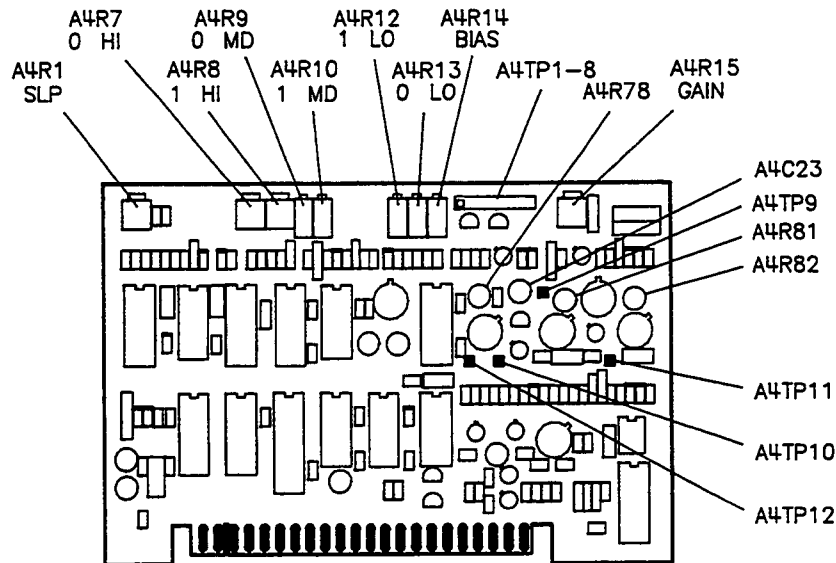 A4R7
0 HI
A4R9
0 MD
A4R12
1 LO
A4R14
BIAS
A4R1
SLP
A4R8
1 HI
A4R10
1 MD
A4R13
0 LO
A4TP1-8
A4R78
A4R15
GAIN
A4C23
A4TP9
A4R81
A4R82
A4TP11
A4TP10
A4TP12